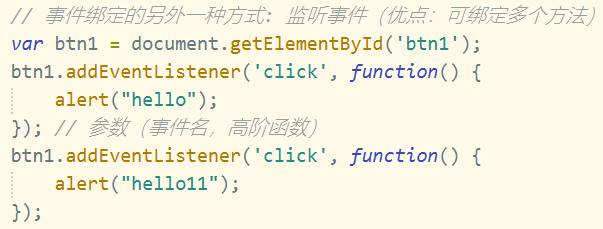 // 事件绑定的另外一种方式: 监听事件（优点：可绑定多个方法）
var btn1 = document.getElementById('btn1');
btn1.addEventListener('click', function() {
    alert("hello");
}); // 参数（事件名，高阶函数）
btn1.addEventListener('click', function() {
    alert("hello11");
});